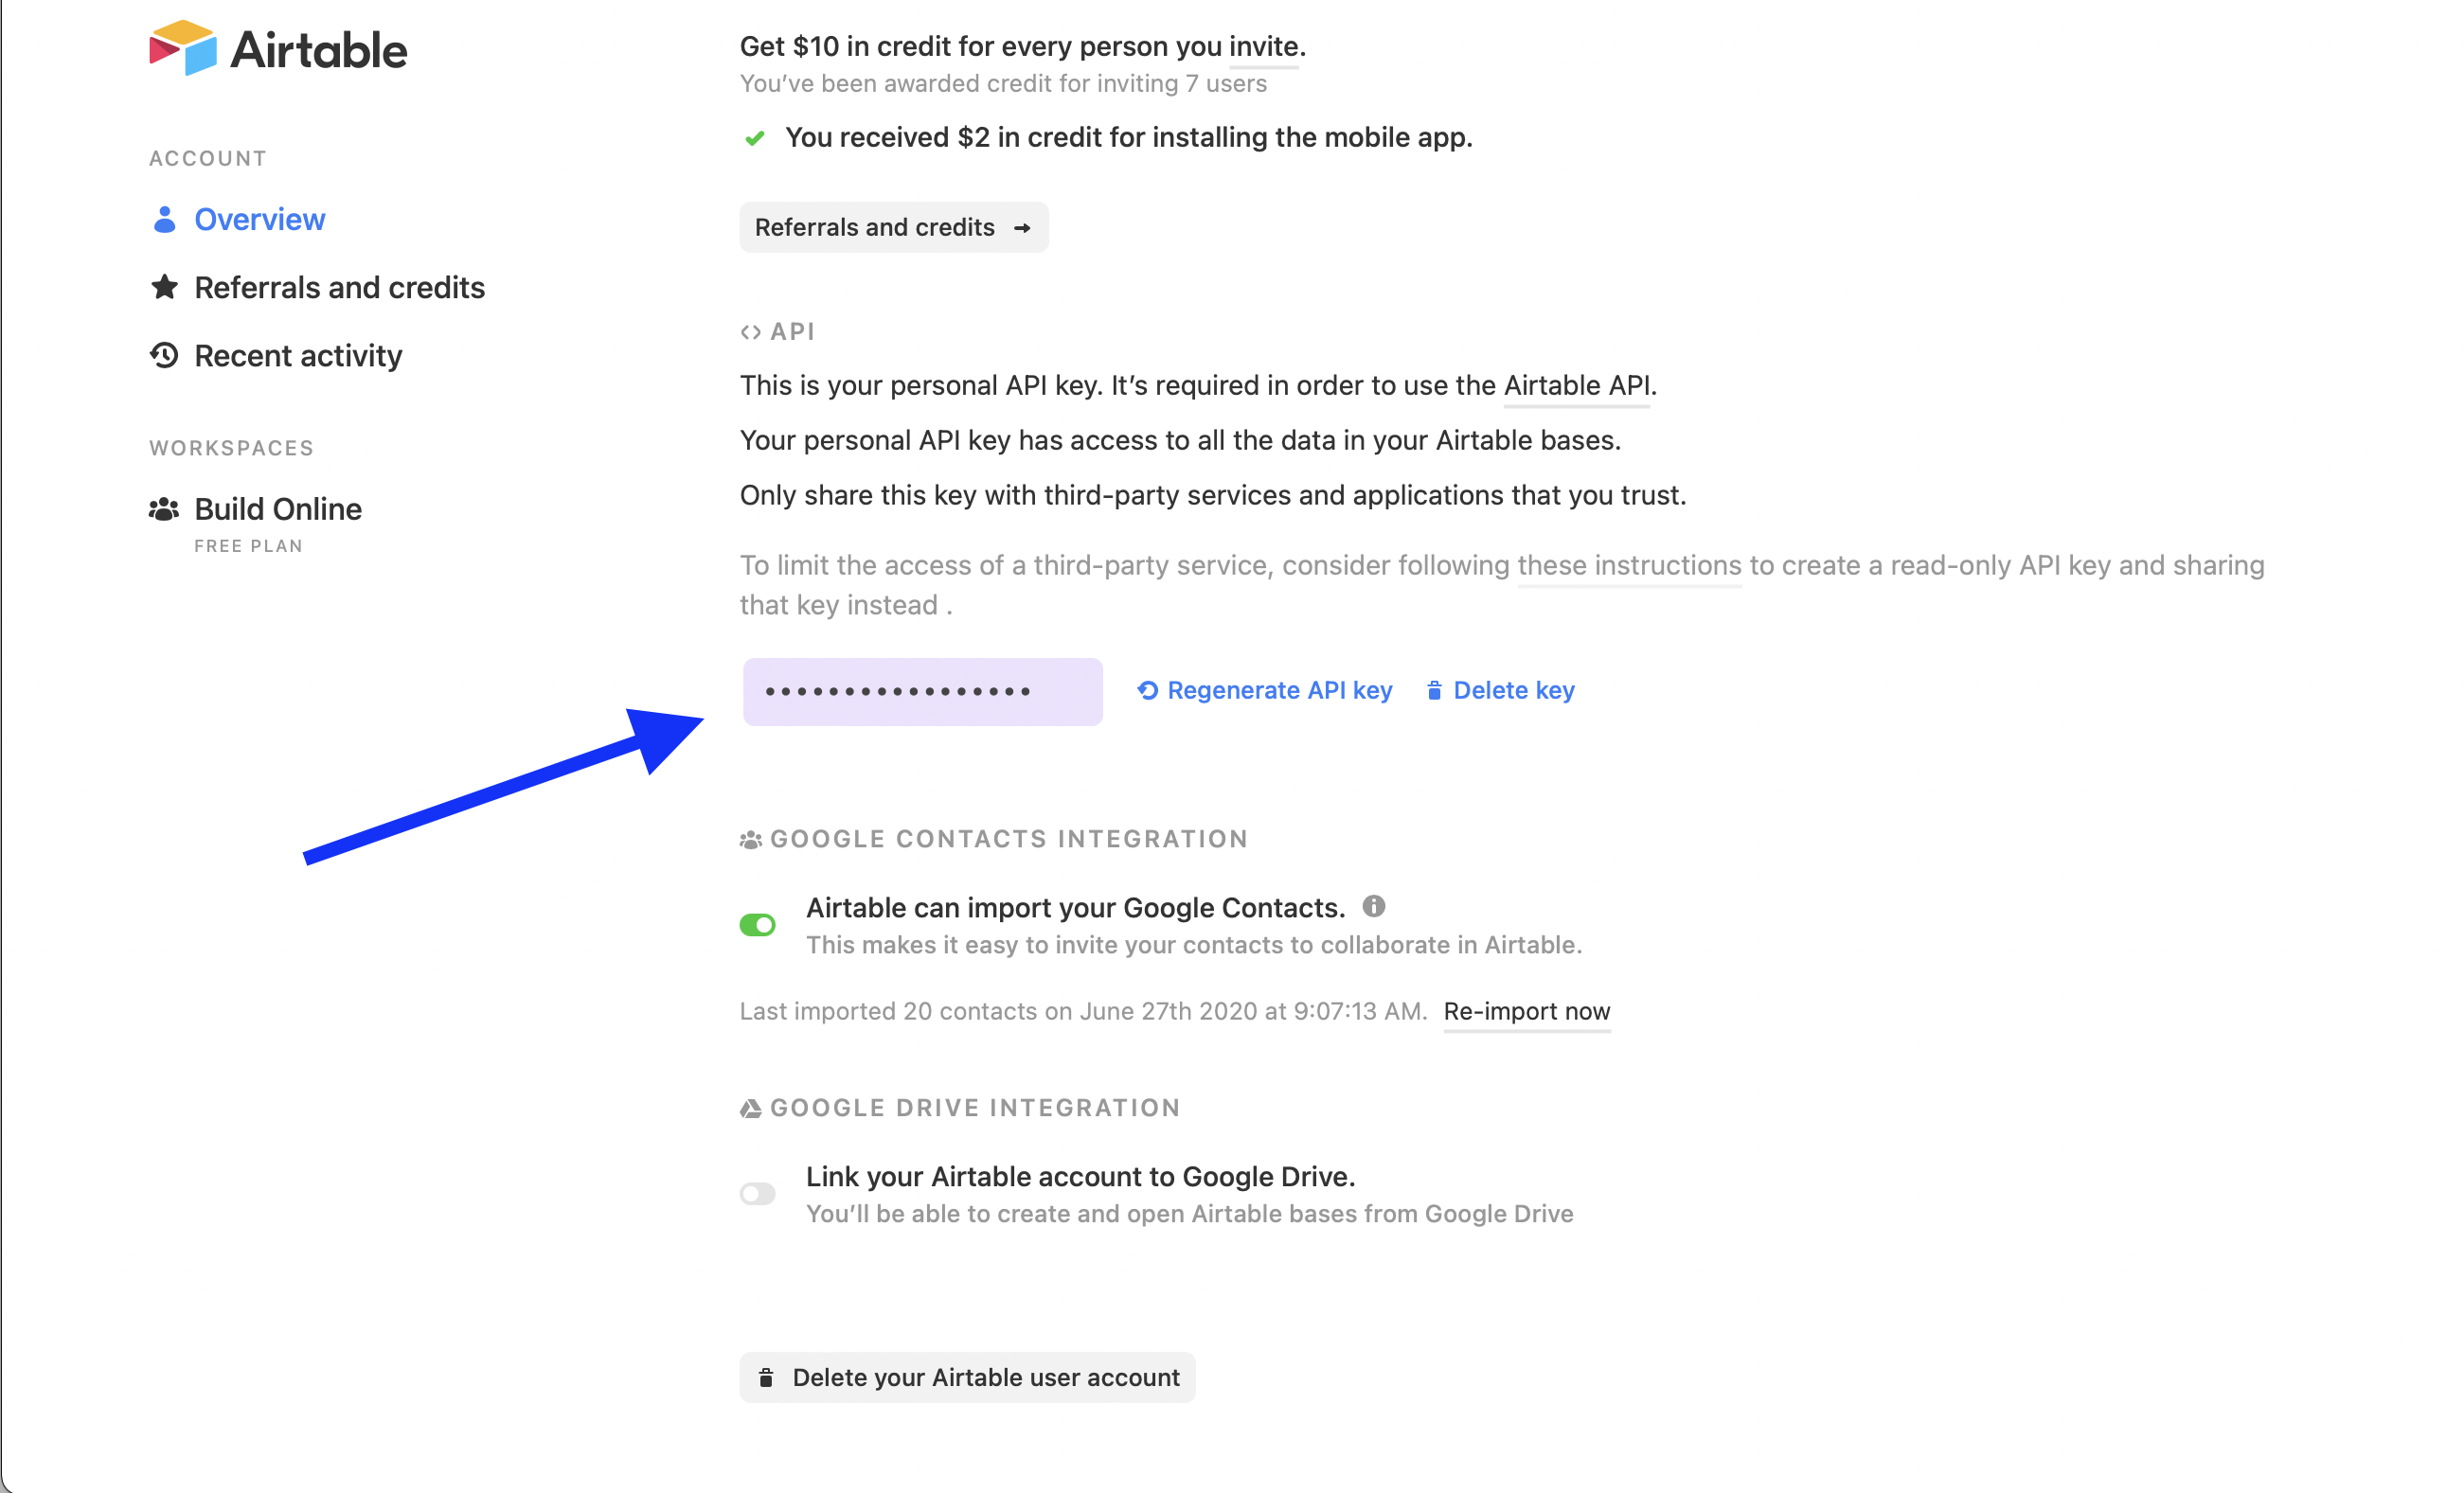 Airtable
ACCOUNT
Overview
Referrals and credits
Recent activity
WORKSPACES
Build Online
FREE PLAN
Get $10 in credit for every person you invite.
You’ve been awarded credit for inviting 7 users
You received $2 in credit for installing the mobile app.
Referrals and credits
API
This is your personal API key. It’s required in order to use the Airtable API.
Your personal API key has access to all the data in your Airtable bases.
Only share this key with third-party services and applications that you trust.
To limit the access of a third-party service, consider following these instructions to create a read-only API key and sharing
that key instead .
•••••••••••••••••
Regenerate API key
Delete key
GOOGLE CONTACTS INTEGRATION
Airtable can import your Google Contacts.
This makes it easy to invite your contacts to collaborate in Airtable.
Last imported 20 contacts on June 27th 2020 at 9:07:13 AM. Re-import now
GOOGLE DRIVE INTEGRATION
Link your Airtable account to Google Drive.
You’ll be able to create and open Airtable bases from Google Drive
Delete your Airtable user account